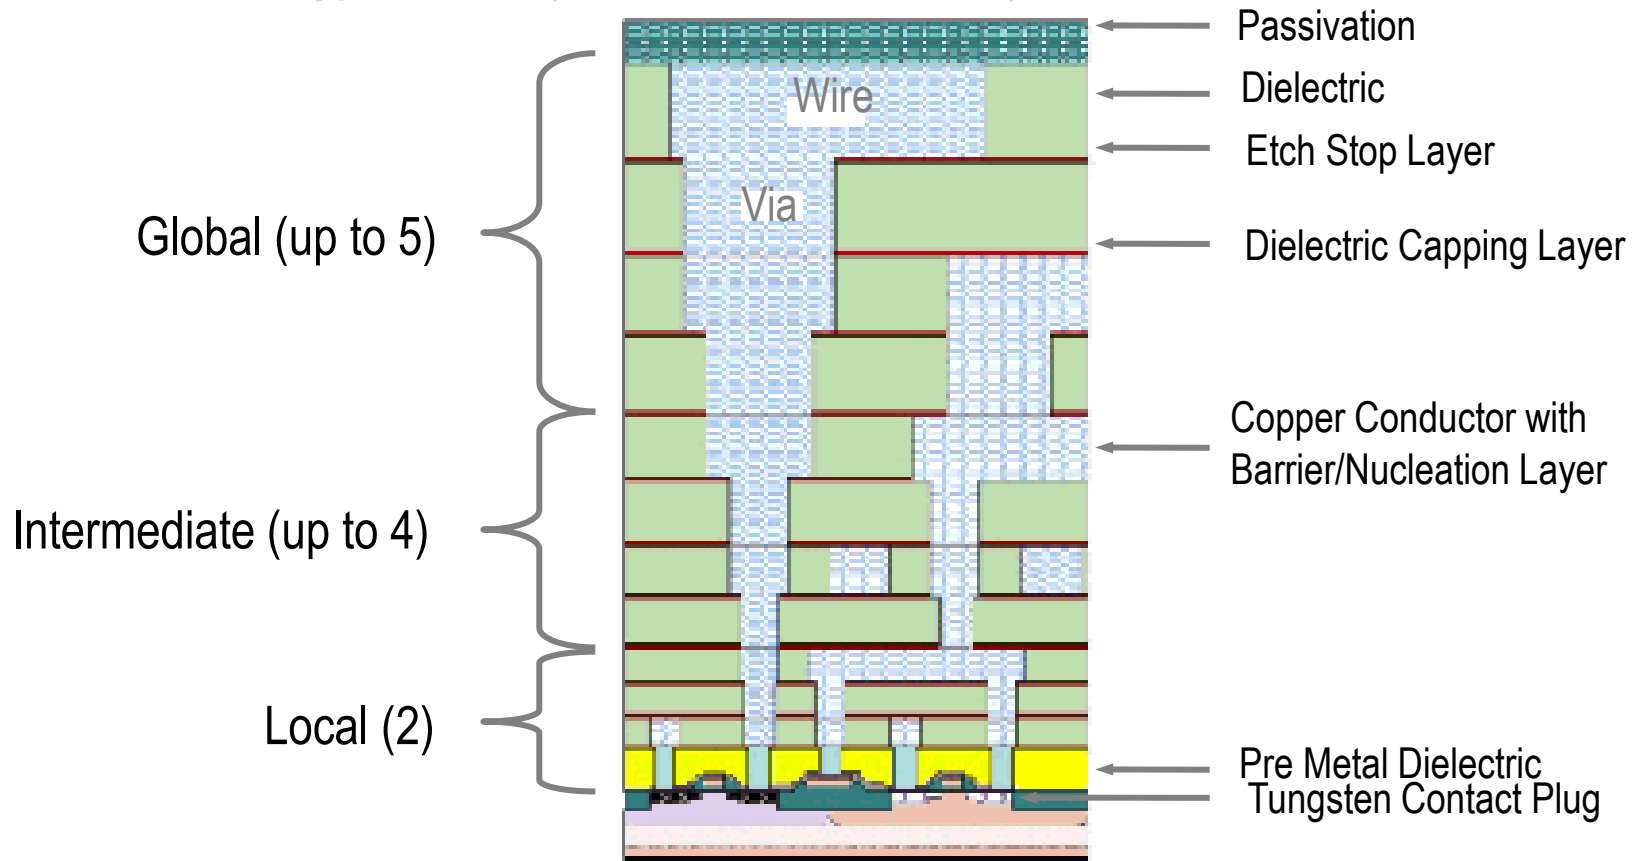 Passivation
Wire
Dielectric
Etch Stop Layer
Via
Global (up to 5)
Dielectric Capping Layer
Copper Conductor with
Barrier/Nucleation Layer
Intermediate (up to 4)
Local (2)
Pre Metal Dielectric
Tungsten Contact Plug